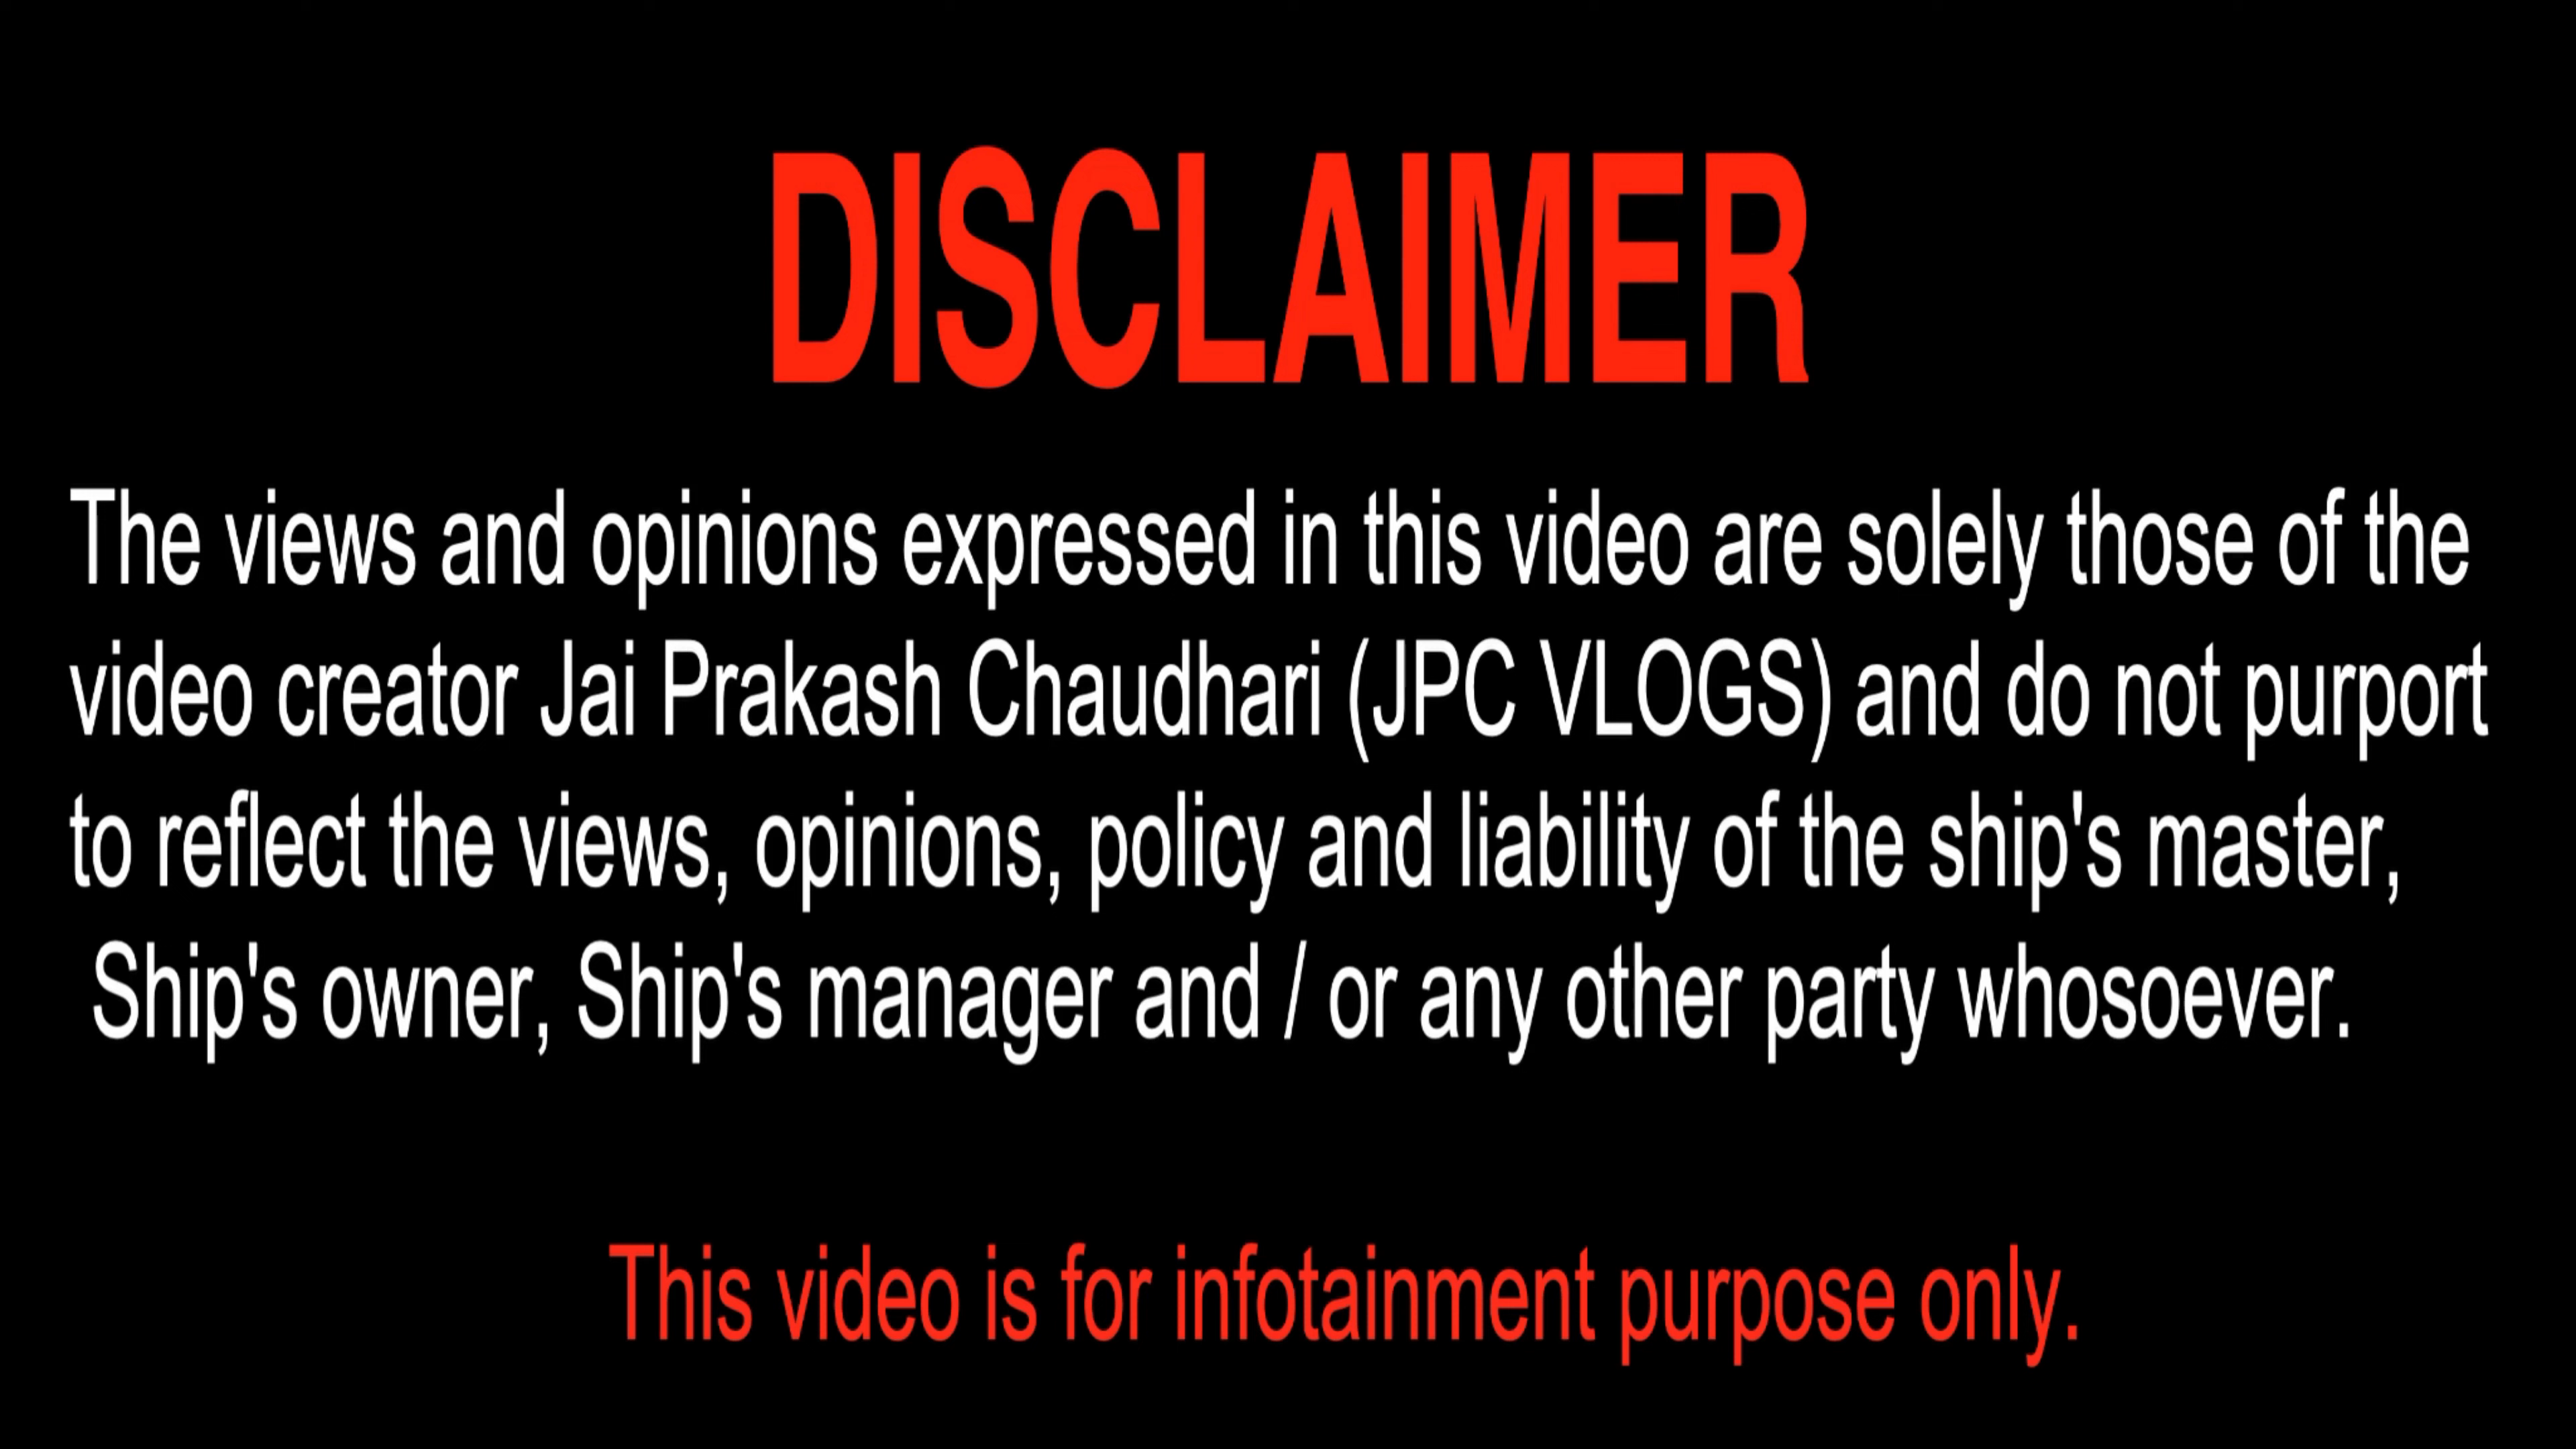 DISCLAIMER
The views and opinions expressed in this video are solely those of the
video creator Jai Prakash Chaudhari (JPC VLOGS) and do not purport
to reflect the views, opinions, policy and liability of the ship's master,
Ship's owner, Ship's manager and / or any other party whosoever.
This video is for infotainment purpose only.